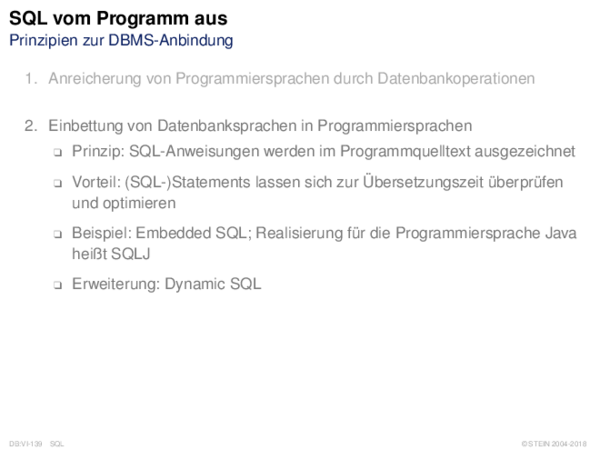 SQL vom Programm aus
Prinzipien zur DBMS-Anbindung
1. Anreicherung von Programmiersprachen durch Datenbankoperationen
2. Einbettung von Datenbanksprachen in Programmiersprachen
❑ Prinzip: SQL-Anweisungen werden im Programmquelltext ausgezeichnet
❑ Vorteil: (SQL-)Statements lassen sich zur Übersetzungszeit überprüfen
und optimieren
❑ Beispiel: Embedded SQL; Realisierung für die Programmiersprache Java
heißt SQLJ
❑ Erweiterung: Dynamic SQL
DB:VI-139 SQL
© STEIN 2004-2018